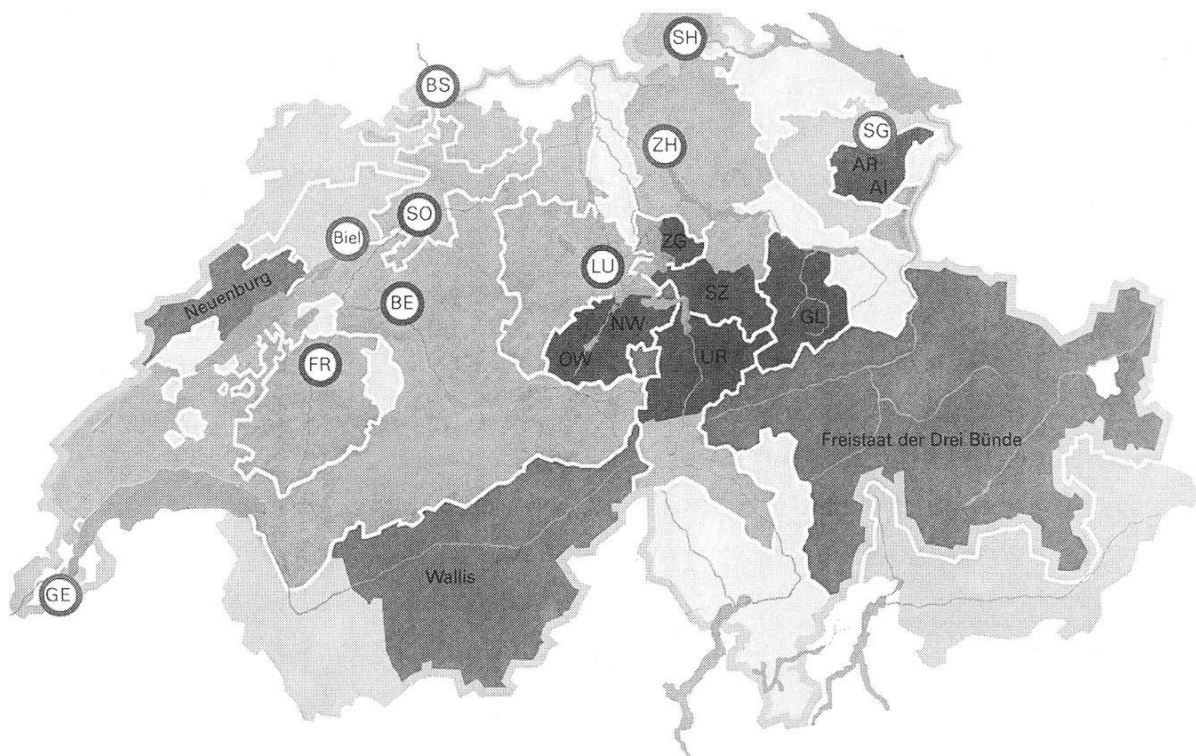 SH
BS
SG
ZH
AR
AI
SO
Biel
ZG
LU
Neuenburg
SZ
BE
GL
NW
UR
OW
FR
Freistaat der Drei Bünde
Wallis
GE